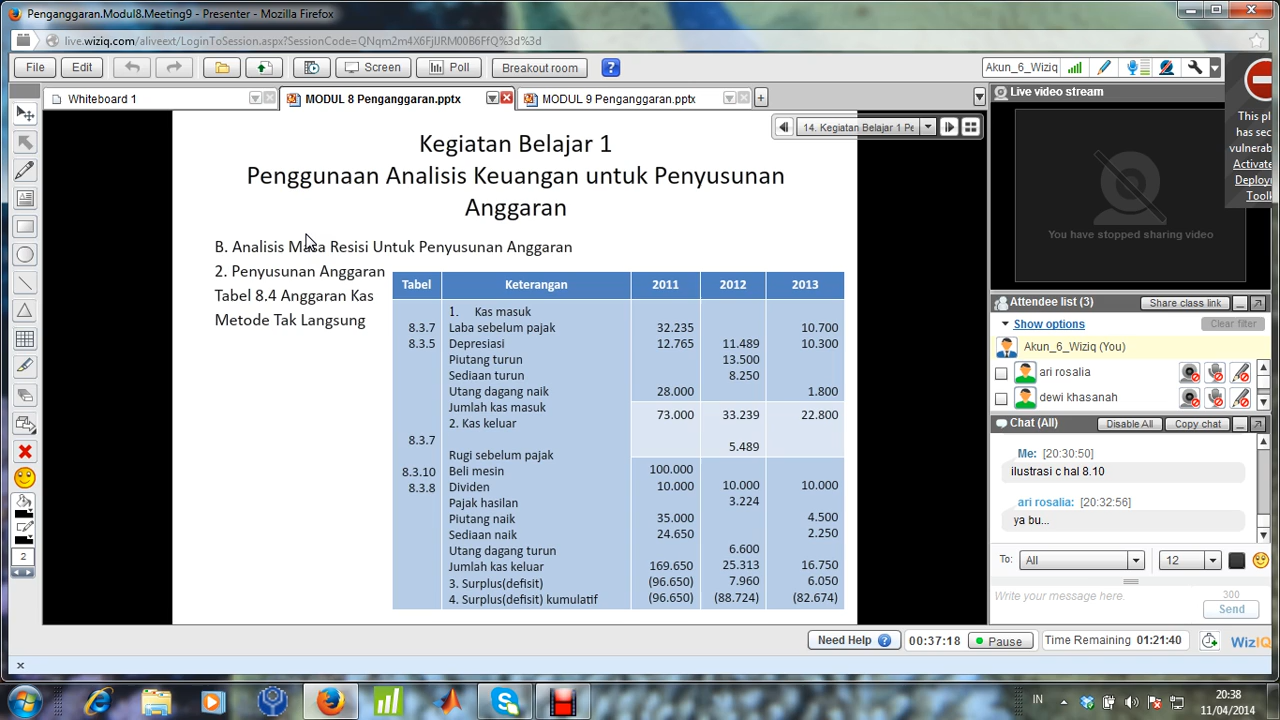 Penganggaran.Modul8.Meeting9 - Presenter - Mozilla Firefox
File Edit Screen Poll Breakout room ? Akun_6_Wiziq
Whiteboard 1 MODUL 8 Penganggaran.pptx MODUL 9 Penganggaran.pptx
14. Kegiatan Belajar 1 Pe
Kegiatan Belajar 1
Penggunaan Analisis Keuangan untuk Penyusunan
Anggaran
B. Analisis Masa Resisi Untuk Penyusunan Anggaran
2. Penyusunan Anggaran
Tabel 8.4 Anggaran Kas
Metode Tak Langsung
Tabel Keterangan 2011 2012 2013
1. Kas masuk
8.3.7 Laba sebelum pajak 32.235 10.700
8.3.5 Depresiasi 12.765 11.489 10.300
Piutang turun 13.500
Sediaan turun 8.250
Utang dagang naik 28.000 1.800
Jumlah kas masuk 73.000 33.239 22.800
2. Kas keluar
8.3.7 Rugi sebelum pajak 5.489
8.3.10 Beli mesin 100.000
8.3.8 Dividen 10.000 10.000 10.000
Pajak hasilan 3.224
Piutang naik 35.000 4.500
Sediaan naik 24.650 2.250
Utang dagang turun 6.600
Jumlah kas keluar 169.650 25.313 16.750
3. Surplus(defisit) (96.650) 7.960 6.050
4. Surplus(defisit) kumulatif (96.650) (88.724) (82.674)
Live video stream
You have stopped sharing video
This pl
has secu
vulnerab
Activate
Deployn
Toolk
Attendee list (3) Share class link
Show options Clear filter
Akun_6_Wiziq (You)
ari rosalia
dewi khasanah
Chat (All) Disable All Copy chat
Me: [20:30:50]
ilustrasi c hal 8.10
ari rosalia: [20:32:56]
ya bu...
To: All 12
Write your message here. 300
Send
2
Need Help ? 00:37:18 Pause Time Remaining 01:21:40 WizIQ
IN 20:38
11/04/2014